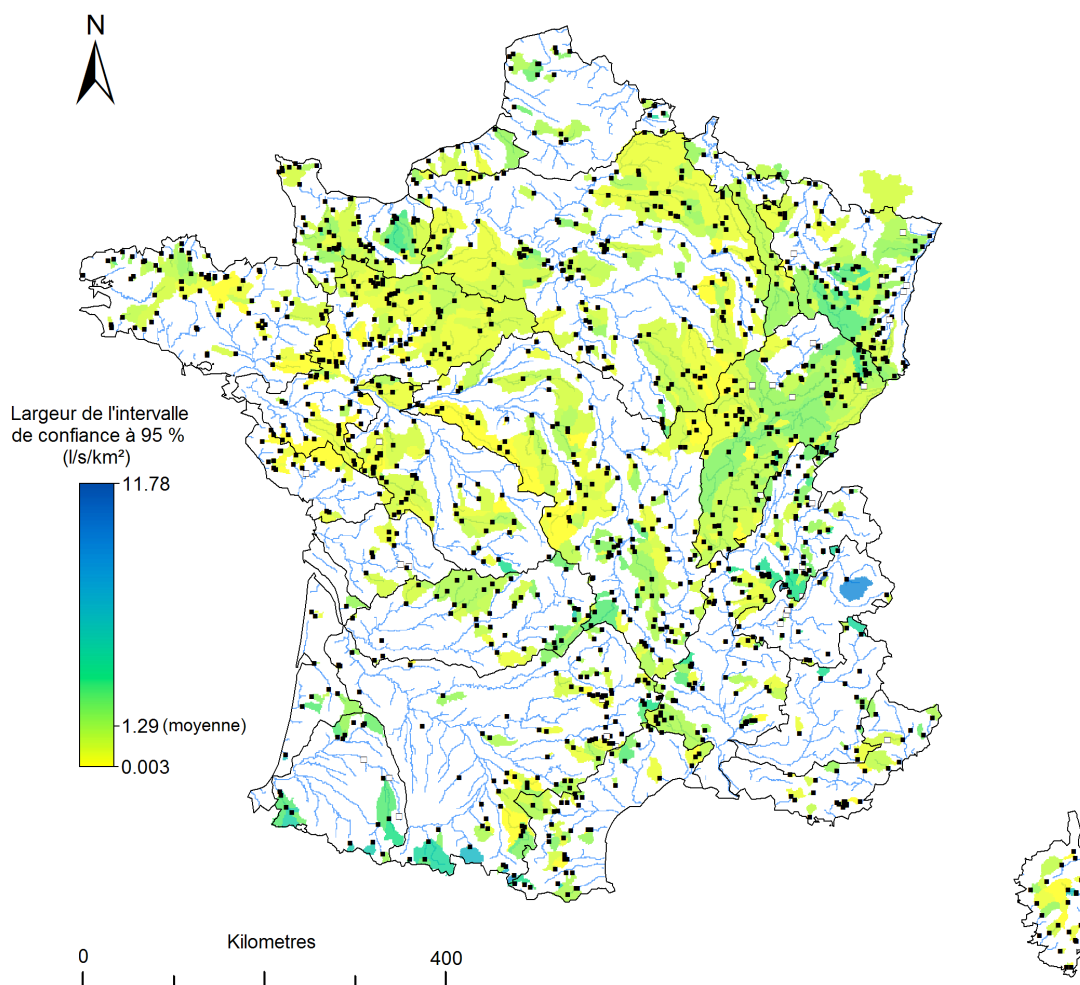 N
Largeur de l'intervalle
de confiance à 95 %
(l/s/km²)
11.78
1.29 (moyenne)
0.003
Kilometres
0
400